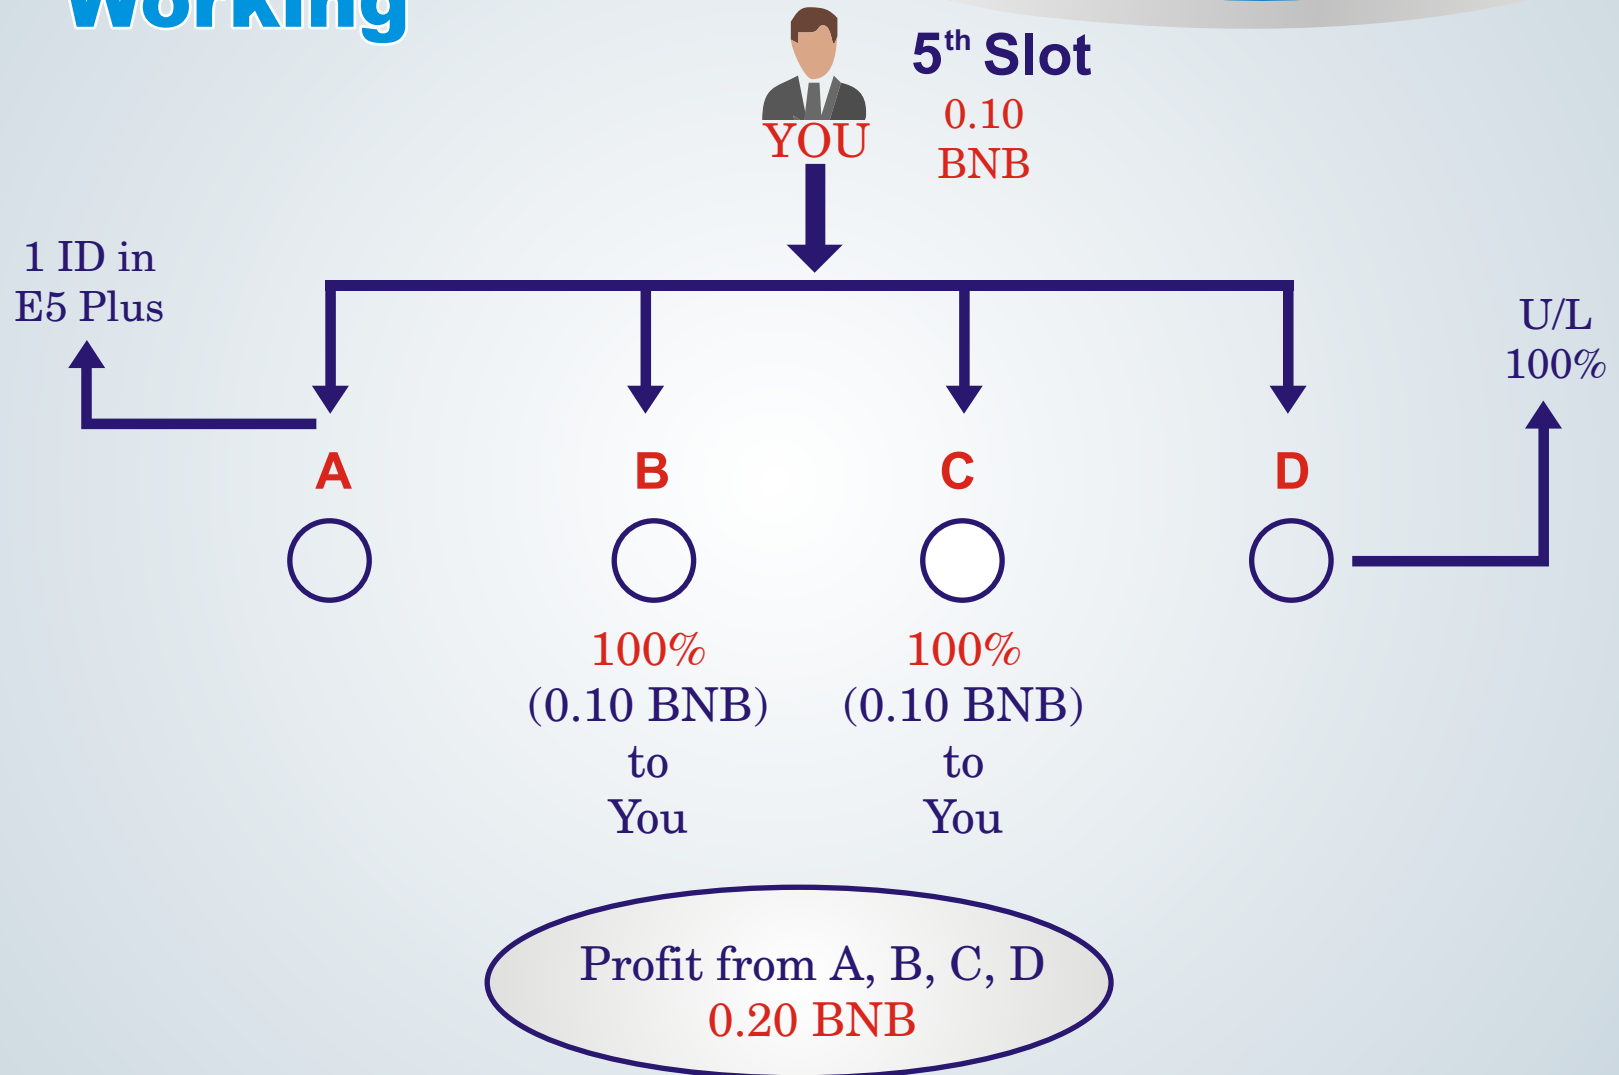 Working
5th Slot
0.10
BNB
YOU
1 ID in
E5 Plus
U/L
100%
A
B
C
D
100%
(0.10 BNB)
to
You
100%
(0.10 BNB)
to
You
Profit from A, B, C, D
0.20 BNB